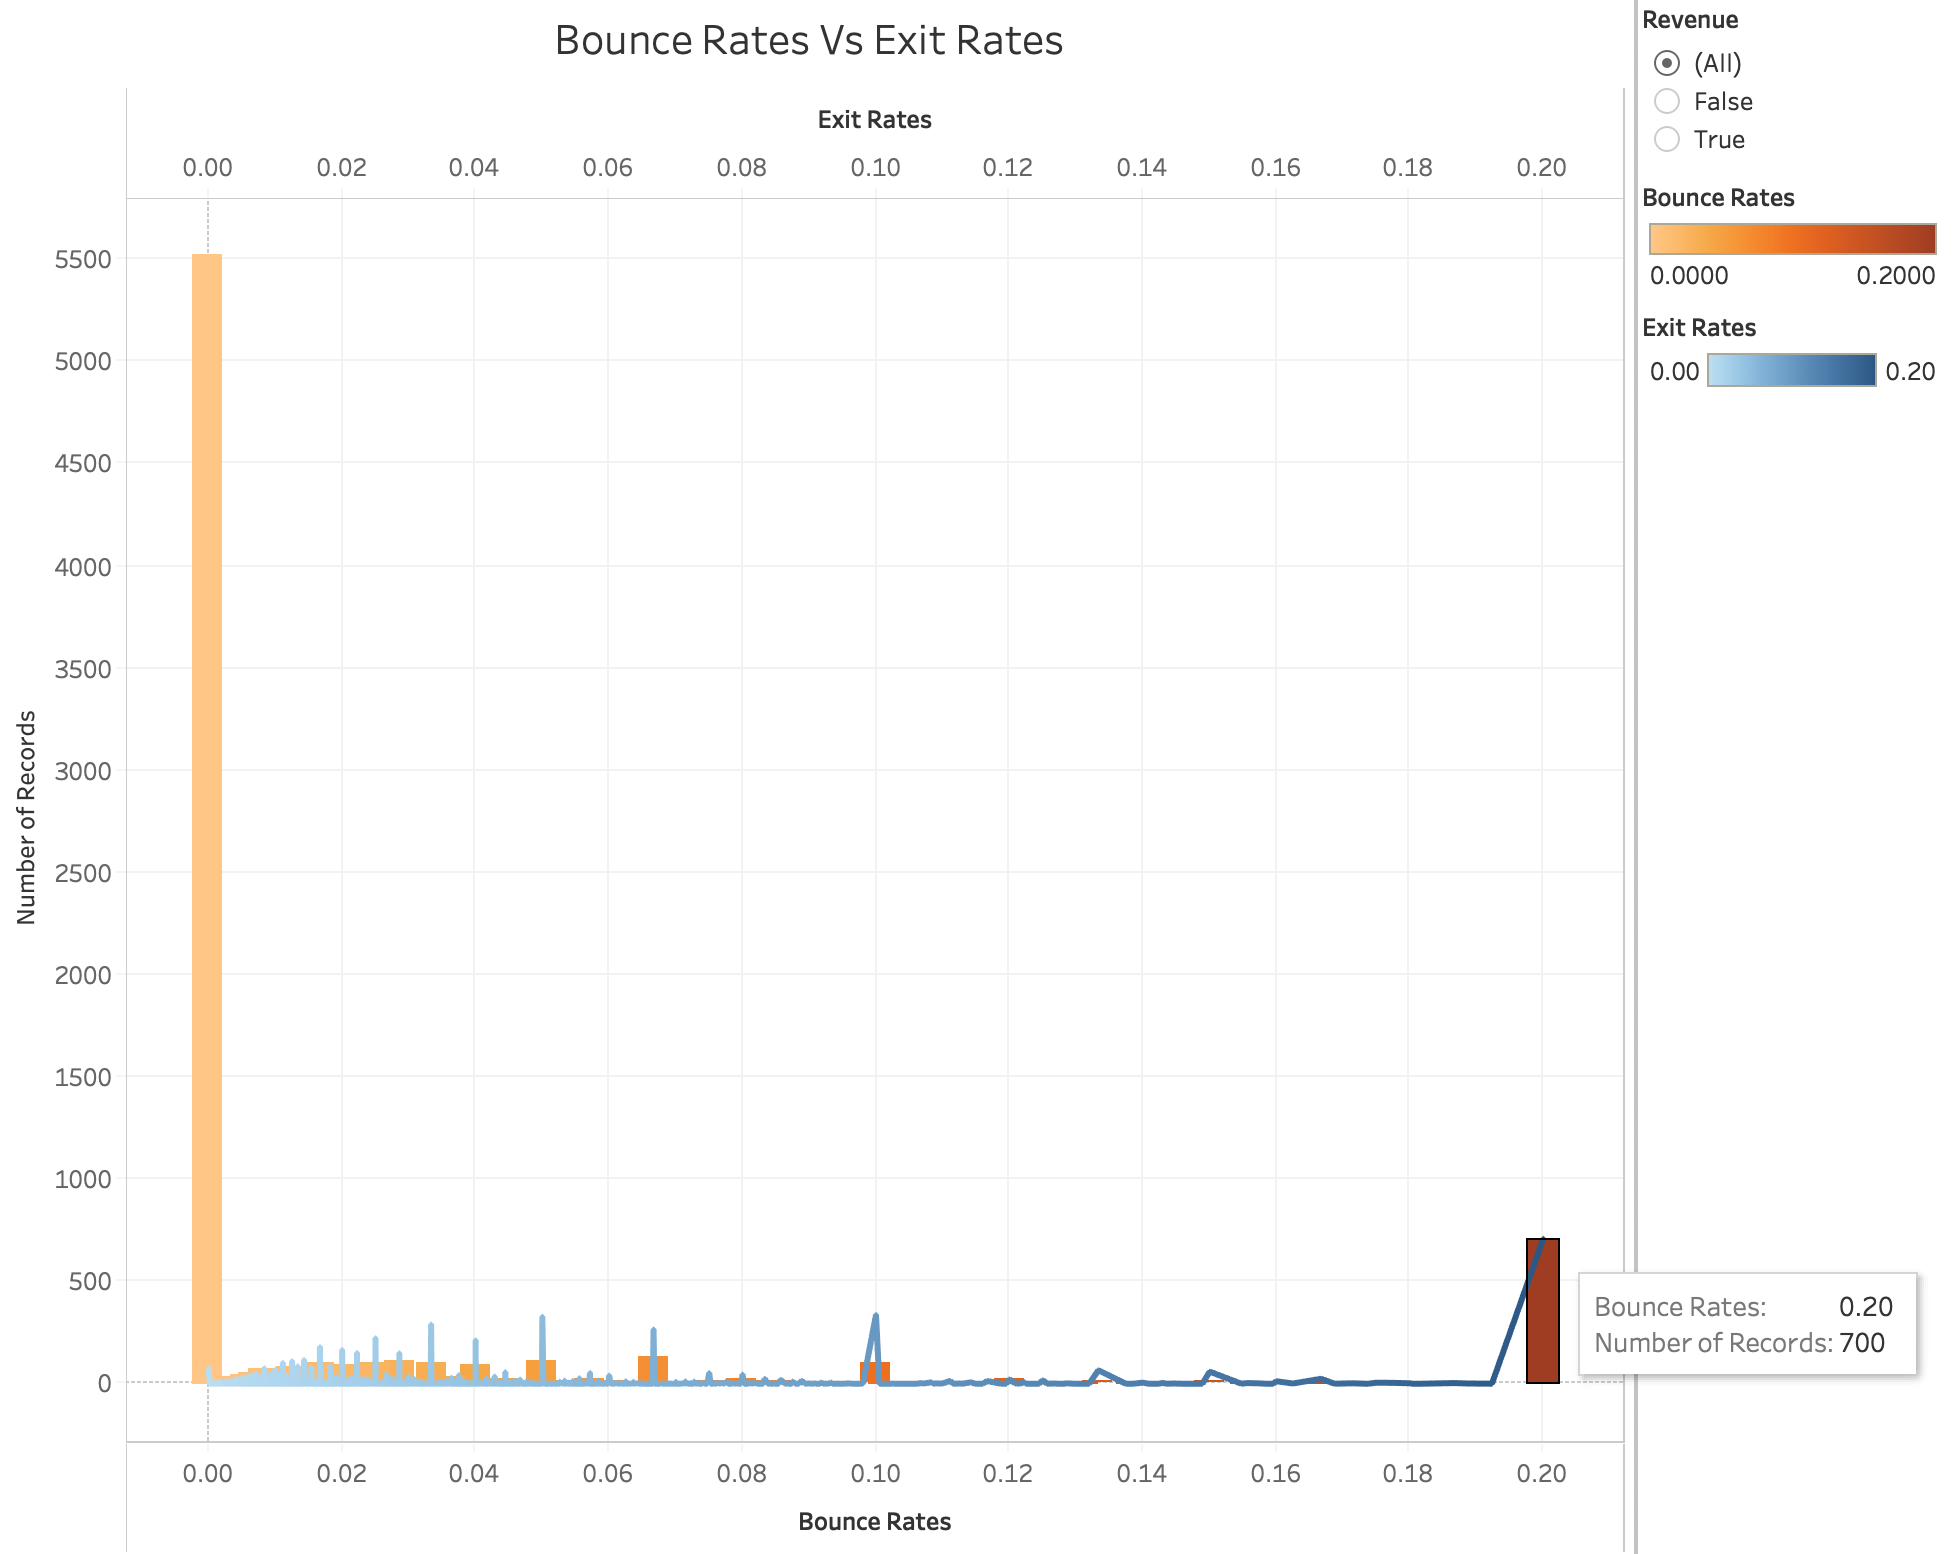 Bounce Rates Vs Exit Rates
Exit Rates
0.00 0.02 0.04 0.06 0.08 0.10 0.12 0.14 0.16 0.18 0.20
5500
5000
4500
4000
3500
3000
2500
2000
1500
1000
500
0
Number of Records
0.00 0.02 0.04 0.06 0.08 0.10 0.12 0.14 0.16 0.18 0.20
Bounce Rates
Bounce Rates: 0.20
Number of Records: 700
Revenue
(All)
False
True
Bounce Rates
0.0000 0.2000
Exit Rates
0.00 0.20